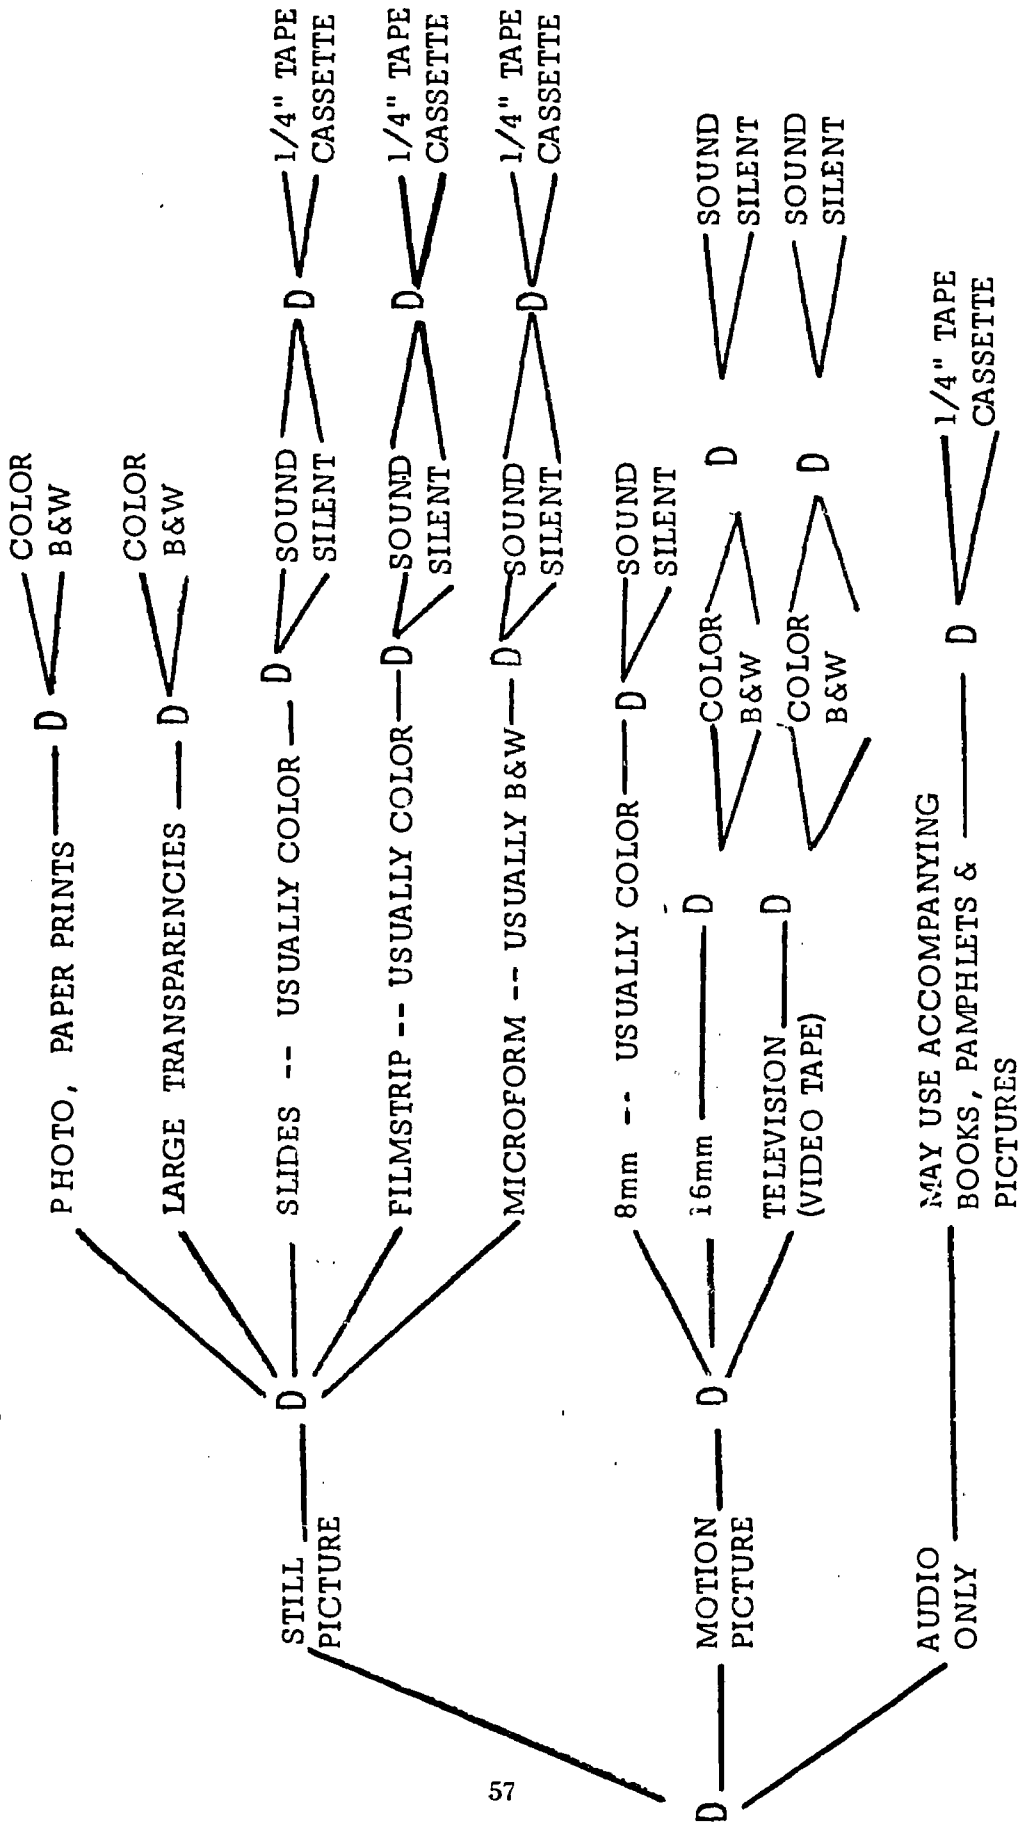 D
STILL
PICTURE
D
PHOTO, PAPER PRINTS
D
COLOR
B&W
LARGE TRANSPARENCIES
D
COLOR
B&W
SLIDES -- USUALLY COLOR
D
SOUND
SILENT
D
1/4" TAPE
CASSETTE
FILMSTRIP -- USUALLY COLOR
D
SOUND
SILENT
D
1/4" TAPE
CASSETTE
MICROFORM -- USUALLY B&W
D
SOUND
SILENT
D
1/4" TAPE
CASSETTE
MOTION
PICTURE
D
8mm -- USUALLY COLOR
D
SOUND
SILENT
16mm
D
COLOR
B&W
D
SOUND
SILENT
TELEVISION
(VIDEO TAPE)
D
COLOR
B&W
D
SOUND
SILENT
AUDIO
ONLY
MAY USE ACCOMPANYING
BOOKS, PAMPHLETS &
PICTURES
D
1/4" TAPE
CASSETTE
57